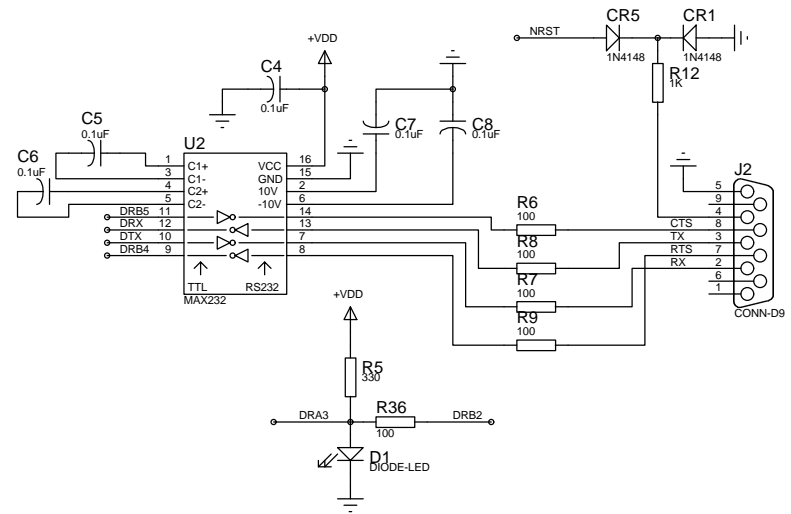 CR5
CR1
NRST
1N4148
1N4148
R12
1K
+VDD
C4
0.1uF
C5
0.1uF
C6
0.1uF
C7
0.1uF
C8
0.1uF
U2
1 C1+ VCC 16
3 C1- GND 15
4 C2+ 10V 2
5 C2- -10V 6
DRB5 11 14
DRX 12 13
DTX 10 7
DRB4 9 8
TTL RS232
MAX232
R6
100
R8
100
R7
100
R9
100
J2
5
9
4
CTS 8
TX 3
RTS 7
RX 2
6
1
CONN-D9
+VDD
R5
330
DRA3
R36
100
DRB2
D1
DIODE-LED